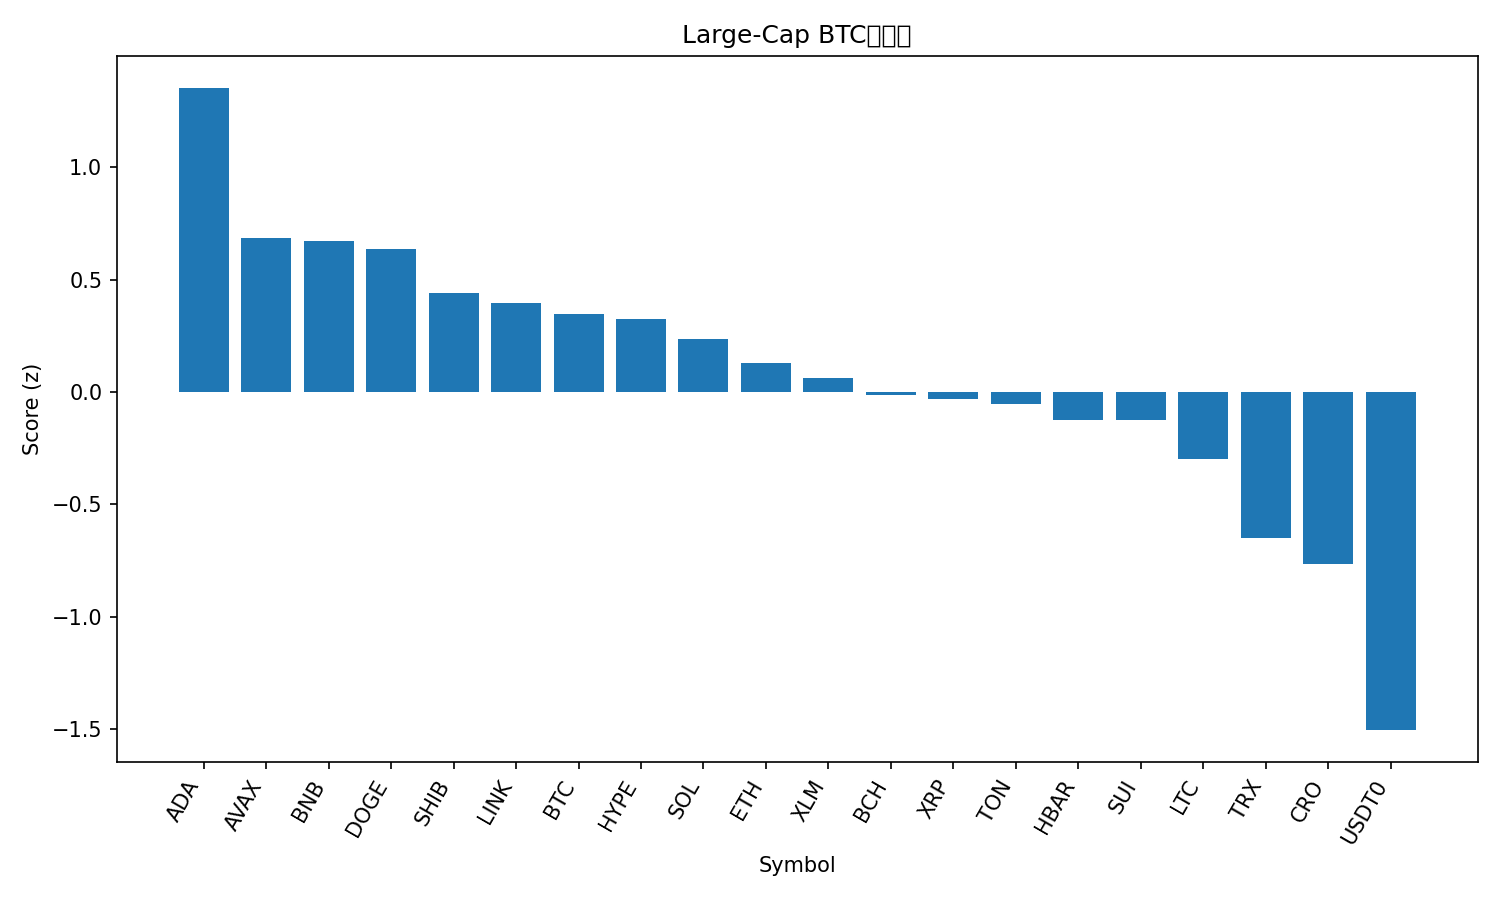 Large-Cap BTC
Score (z)
1.0
0.5
0.0
−0.5
−1.0
−1.5
ADA
AVAX
BNB
DOGE
SHIB
LINK
BTC
HYPE
SOL
ETH
XLM
BCH
XRP
TON
HBAR
SUI
LTC
TRX
CRO
USDT0
Symbol